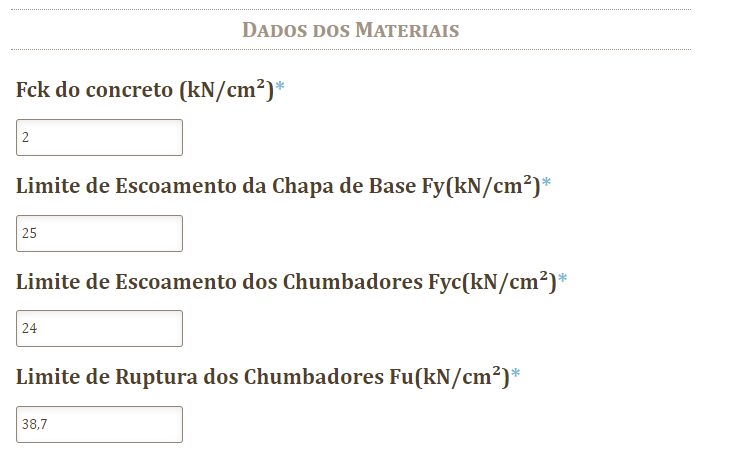 Dados dos Materiais
Fck do concreto (kN/cm²)*
2
Limite de Escoamento da Chapa de Base Fy(kN/cm²)*
25
Limite de Escoamento dos Chumbadores Fyc(kN/cm²)*
24
Limite de Ruptura dos Chumbadores Fu(kN/cm²)*
38,7